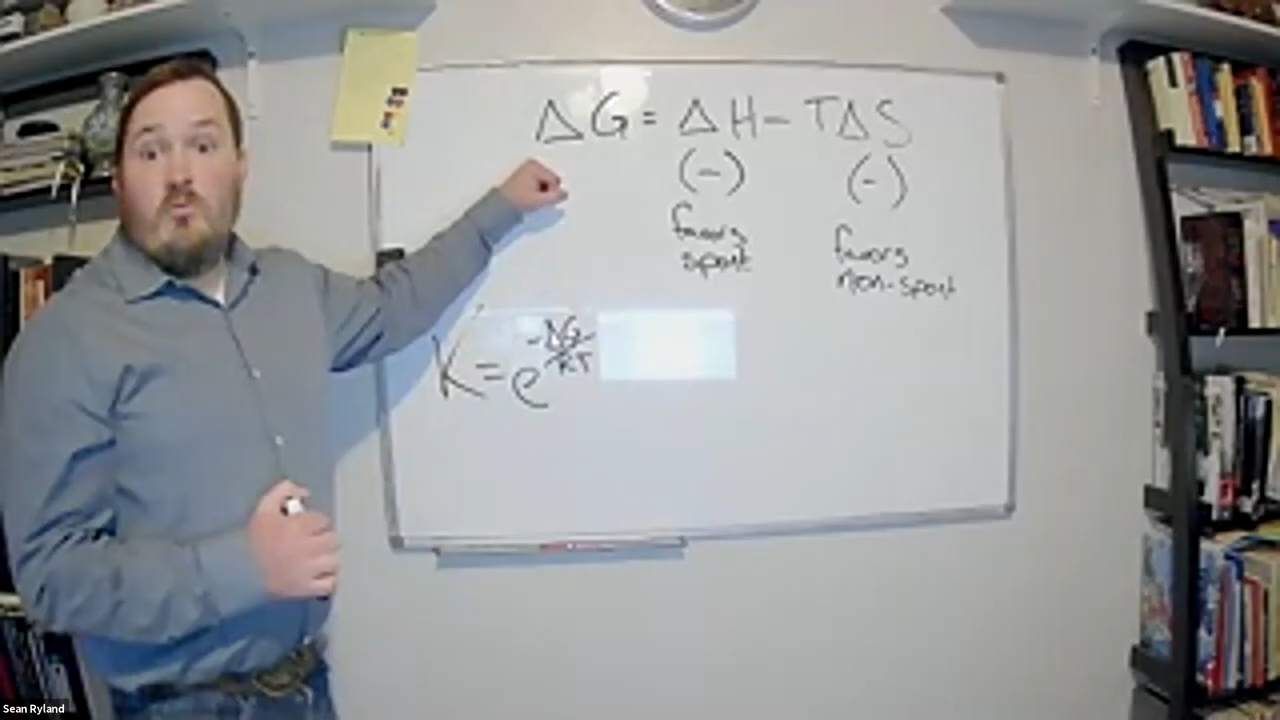 ΔG = ΔH - TΔS
(-) (-)
favors favors
spont non-spont
K = e^(-ΔG/RT)
Sean Ryland